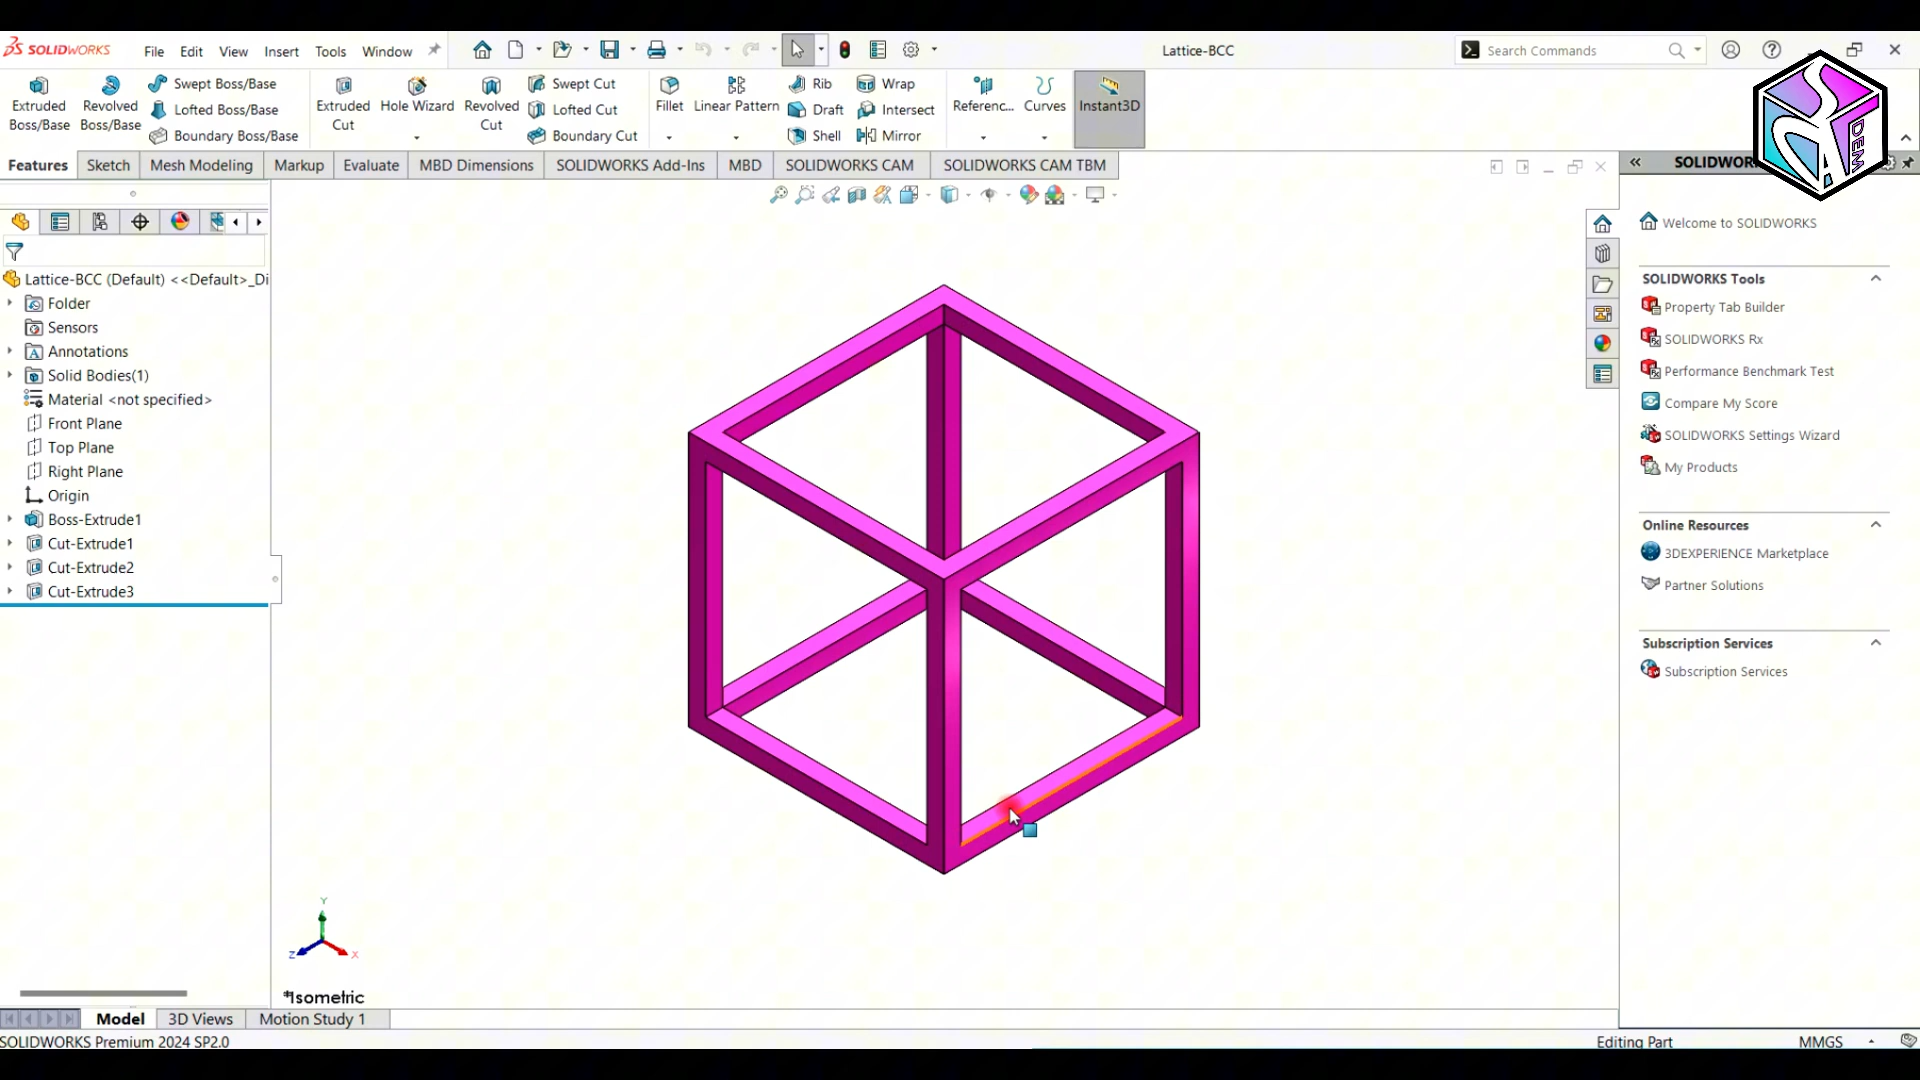 SOLIDWORKS File Edit View Insert Tools Window Lattice-BCC Search Commands
Extruded Boss/Base Revolved Boss/Base Swept Boss/Base Lofted Boss/Base Boundary Boss/Base Extruded Cut Hole Wizard Revolved Cut Swept Cut Lofted Cut Boundary Cut Fillet Linear Pattern Rib Draft Shell Wrap Intersect Mirror Referenc... Curves Instant3D
DEM
Features Sketch Mesh Modeling Markup Evaluate MBD Dimensions SOLIDWORKS Add-Ins MBD SOLIDWORKS CAM SOLIDWORKS CAM TBM
Lattice-BCC (Default) <<Default>_Di
Folder
Sensors
Annotations
Solid Bodies(1)
Material <not specified>
Front Plane
Top Plane
Right Plane
Origin
Boss-Extrude1
Cut-Extrude1
Cut-Extrude2
Cut-Extrude3
Y
Z
X
*Isometric
Welcome to SOLIDWORKS
SOLIDWORKS Tools
Property Tab Builder
SOLIDWORKS Rx
Performance Benchmark Test
Compare My Score
SOLIDWORKS Settings Wizard
My Products
Online Resources
3DEXPERIENCE Marketplace
Partner Solutions
Subscription Services
Subscription Services
Model 3D Views Motion Study 1
SOLIDWORKS Premium 2024 SP2.0 Editing Part MMGS